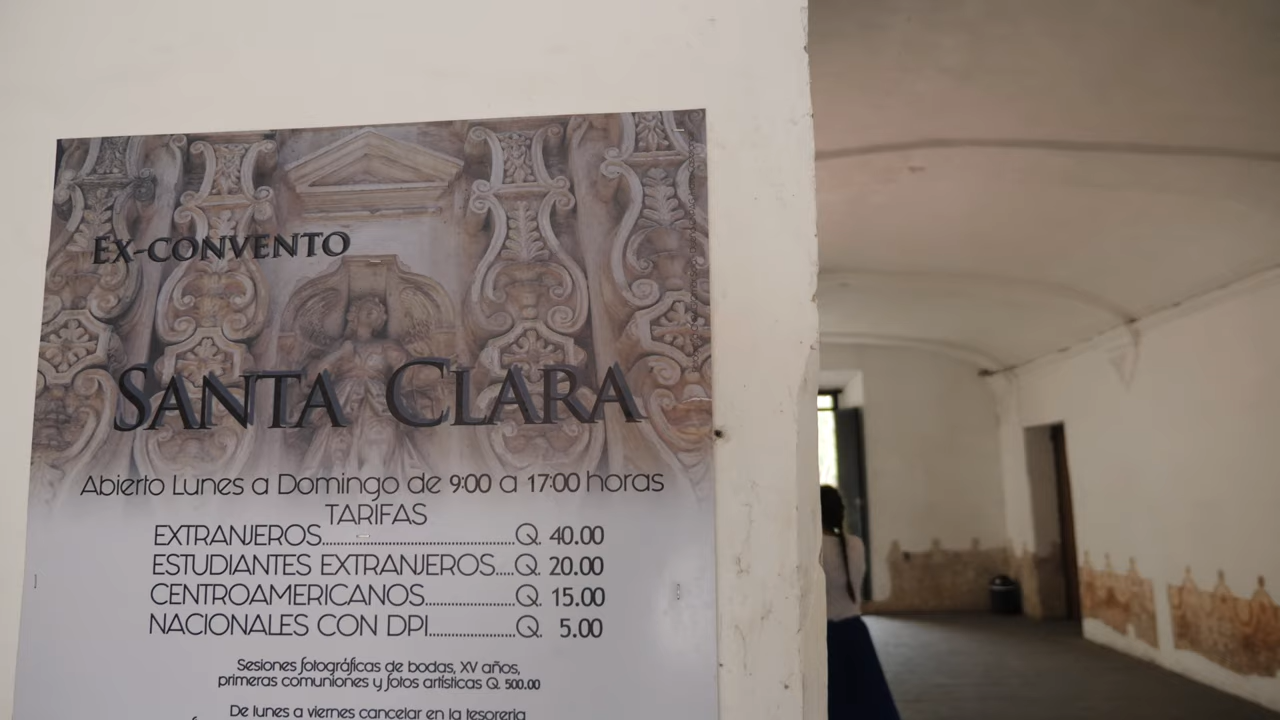 EX-CONVENTO
SANTA CLARA
Abierto Lunes a Domingo de 9:00 a 17:00 horas
TARIFAS
EXTRANJEROS......................................Q. 40.00
ESTUDIANTES EXTRANJEROS.....Q. 20.00
CENTROAMERICANOS..................Q. 15.00
NACIONALES CON DPI.................Q. 5.00
Sesiones fotográficas de bodas, XV años,
primeras comuniones y fotos artísticas Q. 500.00
De lunes a viernes cancelar en la tesorería